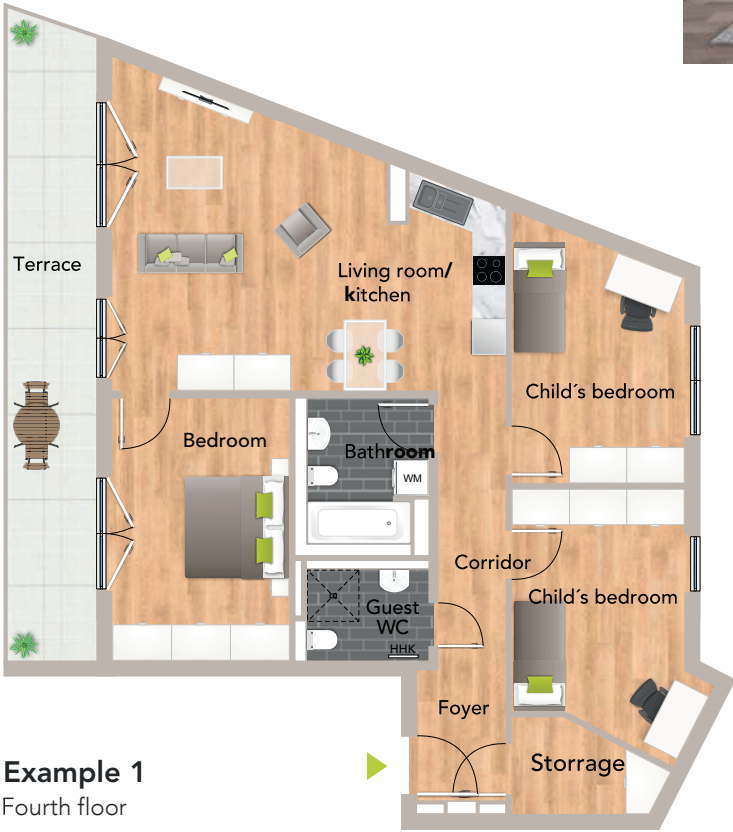 Terrace
Living room/
kitchen
Child´s bedroom
Bedroom
Bathroom
WM
Corridor
Child´s bedroom
Guest
WC
HHK
Foyer
Storrage
Example 1
Fourth floor